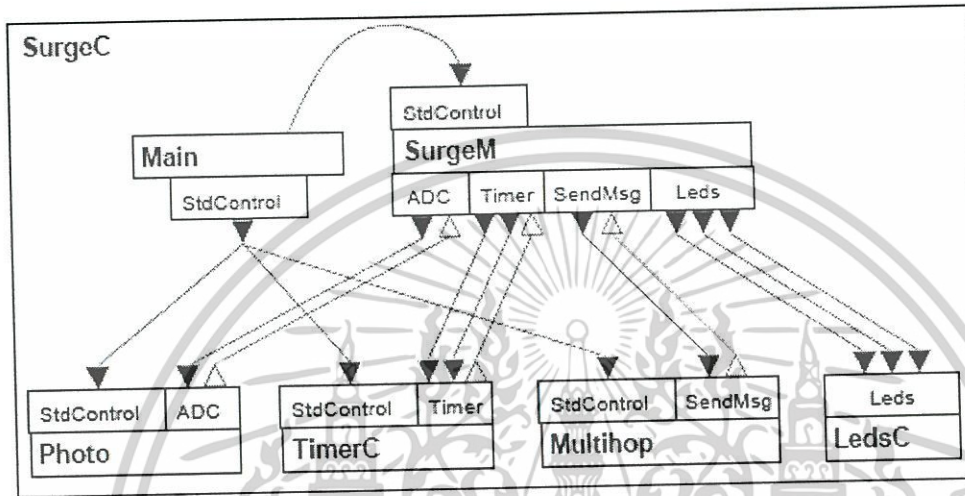 SurgeC
StdControl
Main
SurgeM
StdControl
ADC Timer SendMsg Leds
StdControl ADC
Photo
StdControl Timer
TimerC
StdControl SendMsg
Multihop
Leds
LedsC